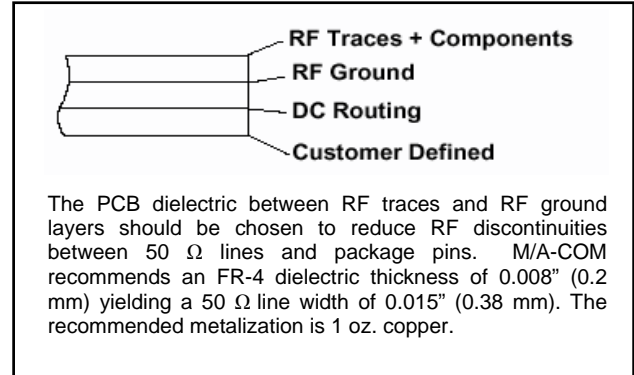 RF Traces + Components
RF Ground
DC Routing
Customer Defined
The PCB dielectric between RF traces and RF ground
layers should be chosen to reduce RF discontinuities
between 50 Ω lines and package pins. M/A-COM
recommends an FR-4 dielectric thickness of 0.008” (0.2
mm) yielding a 50 Ω line width of 0.015” (0.38 mm). The
recommended metalization is 1 oz. copper.